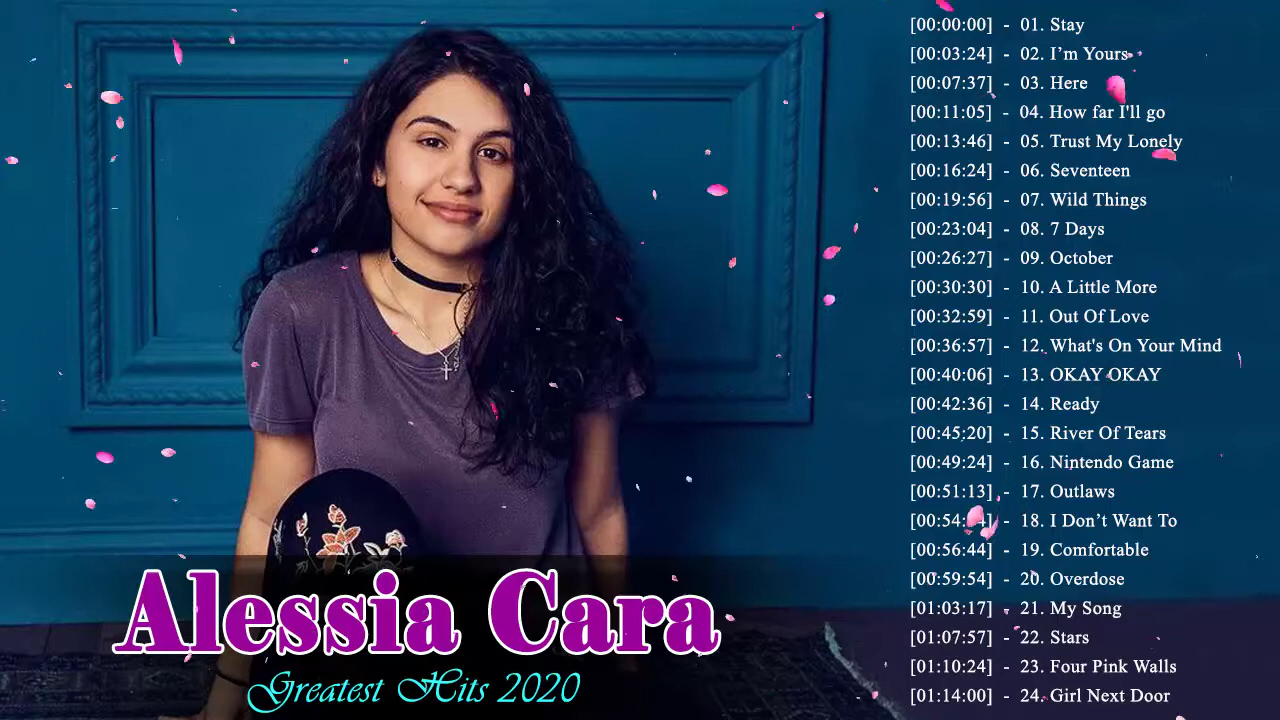 [00:00:00] - 01. Stay
[00:03:24] - 02. I’m Yours
[00:07:37] - 03. Here
[00:11:05] - 04. How far I'll go
[00:13:46] - 05. Trust My Lonely
[00:16:24] - 06. Seventeen
[00:19:56] - 07. Wild Things
[00:23:04] - 08. 7 Days
[00:26:27] - 09. October
[00:30:30] - 10. A Little More
[00:32:59] - 11. Out Of Love
[00:36:57] - 12. What's On Your Mind
[00:40:06] - 13. OKAY OKAY
[00:42:36] - 14. Ready
[00:45:20] - 15. River Of Tears
[00:49:24] - 16. Nintendo Game
[00:51:13] - 17. Outlaws
- 18. I Don’t Want To
[00:56:44] - 19. Comfortable
[00:59:54] - 20. Overdose
[01:03:17] - 21. My Song
[01:07:57] - 22. Stars
[01:10:24] - 23. Four Pink Walls
[01:14:00] - 24. Girl Next Door
Alessia Cara
Greatest Hits 2020